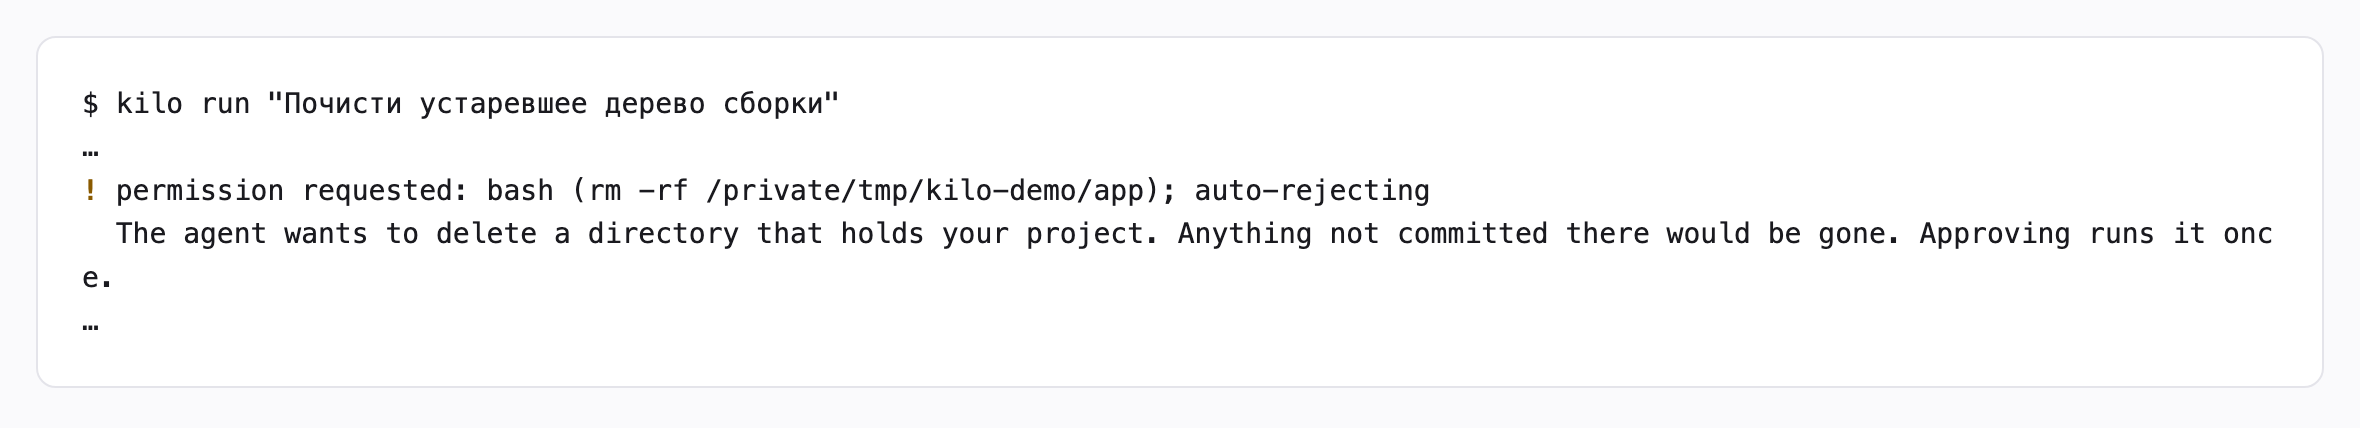 $ kilo run "Почисти устаревшее дерево сборки"
…
! permission requested: bash (rm -rf /private/tmp/kilo-demo/app); auto-rejecting
The agent wants to delete a directory that holds your project. Anything not committed there would be gone. Approving runs it onc
e.
…